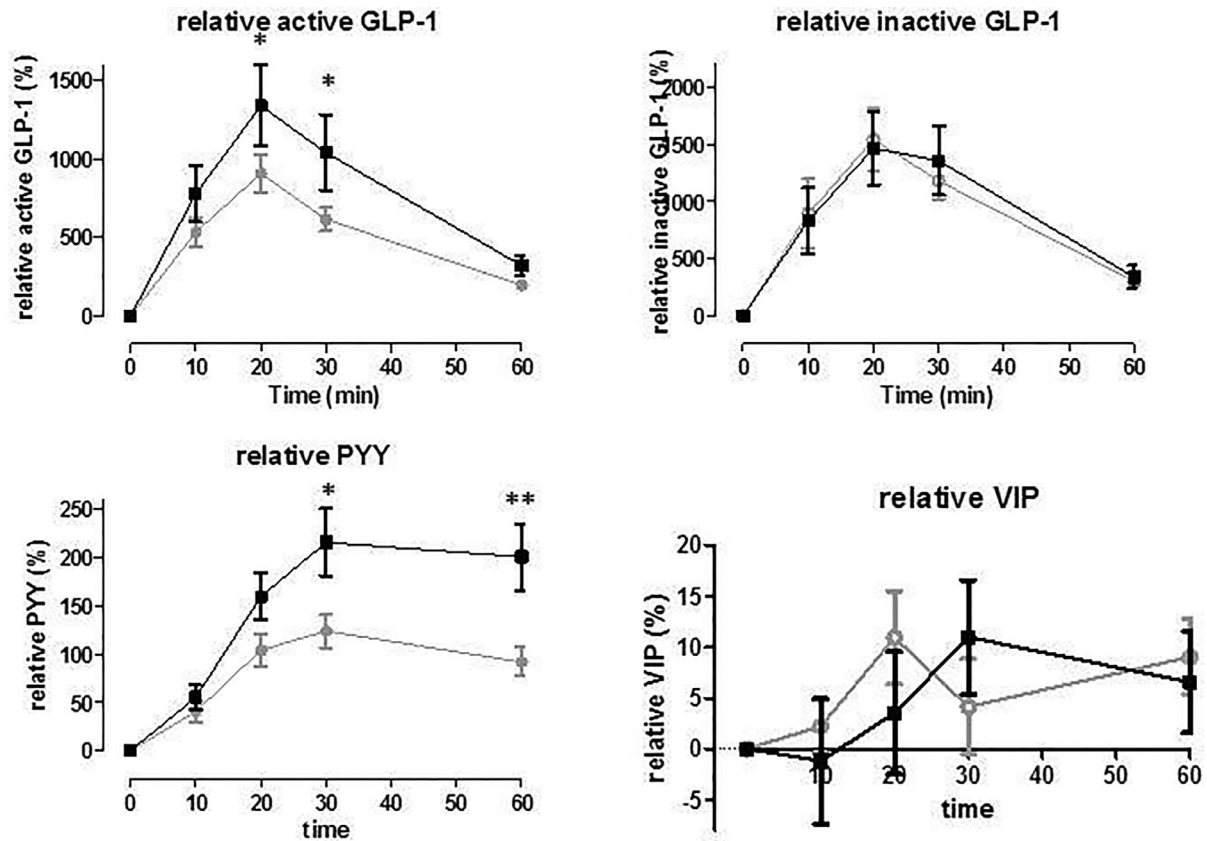 relative active GLP-1
*
*
relative active GLP-1 (%)
1500
1000
500
0
0 10 20 30 40 50 60
Time (min)
relative inactive GLP-1
relative inactive GLP-1 (%)
2000
1500
1000
500
0
0 10 20 30 40 50 60
Time (min)
relative PYY
*
**
relative PYY (%)
250
200
150
100
50
0
0 10 20 30 40 50 60
time
relative VIP
relative VIP (%)
20
15
10
5
0
-5
10 20 30 40 50 60
time